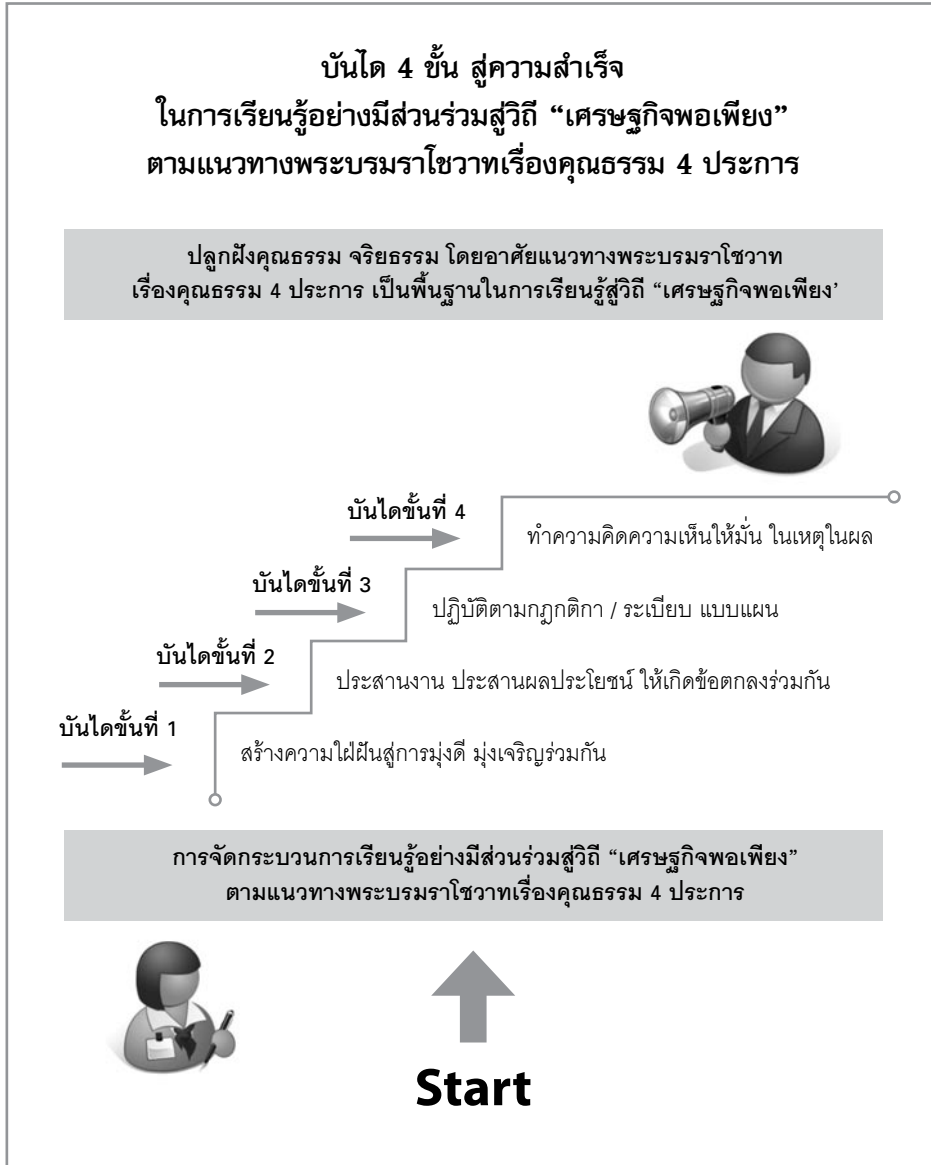 บันได 4 ขั้น สู่ความสำเร็จ
ในการเรียนรู้อย่างมีส่วนร่วมสู่วิถี “เศรษฐกิจพอเพียง”
ตามแนวทางพระบรมราโชวาทเรื่องคุณธรรม 4 ประการ
ปลูกฝังคุณธรรม จริยธรรม โดยอาศัยแนวทางพระบรมราโชวาท
เรื่องคุณธรรม 4 ประการ เป็นพื้นฐานในการเรียนรู้สู่วิถี “เศรษฐกิจพอเพียง’
บันไดขั้นที่ 4
ทำความคิดความเห็นให้มั่น ในเหตุในผล
บันไดขั้นที่ 3
ปฏิบัติตามกฎกติกา / ระเบียบ แบบแผน
บันไดขั้นที่ 2
ประสานงาน ประสานผลประโยชน์ ให้เกิดข้อตกลงร่วมกัน
บันไดขั้นที่ 1
สร้างความใฝ่ฝันสู่การมุ่งดี มุ่งเจริญร่วมกัน
การจัดกระบวนการเรียนรู้อย่างมีส่วนร่วมสู่วิถี “เศรษฐกิจพอเพียง”
ตามแนวทางพระบรมราโชวาทเรื่องคุณธรรม 4 ประการ
Start